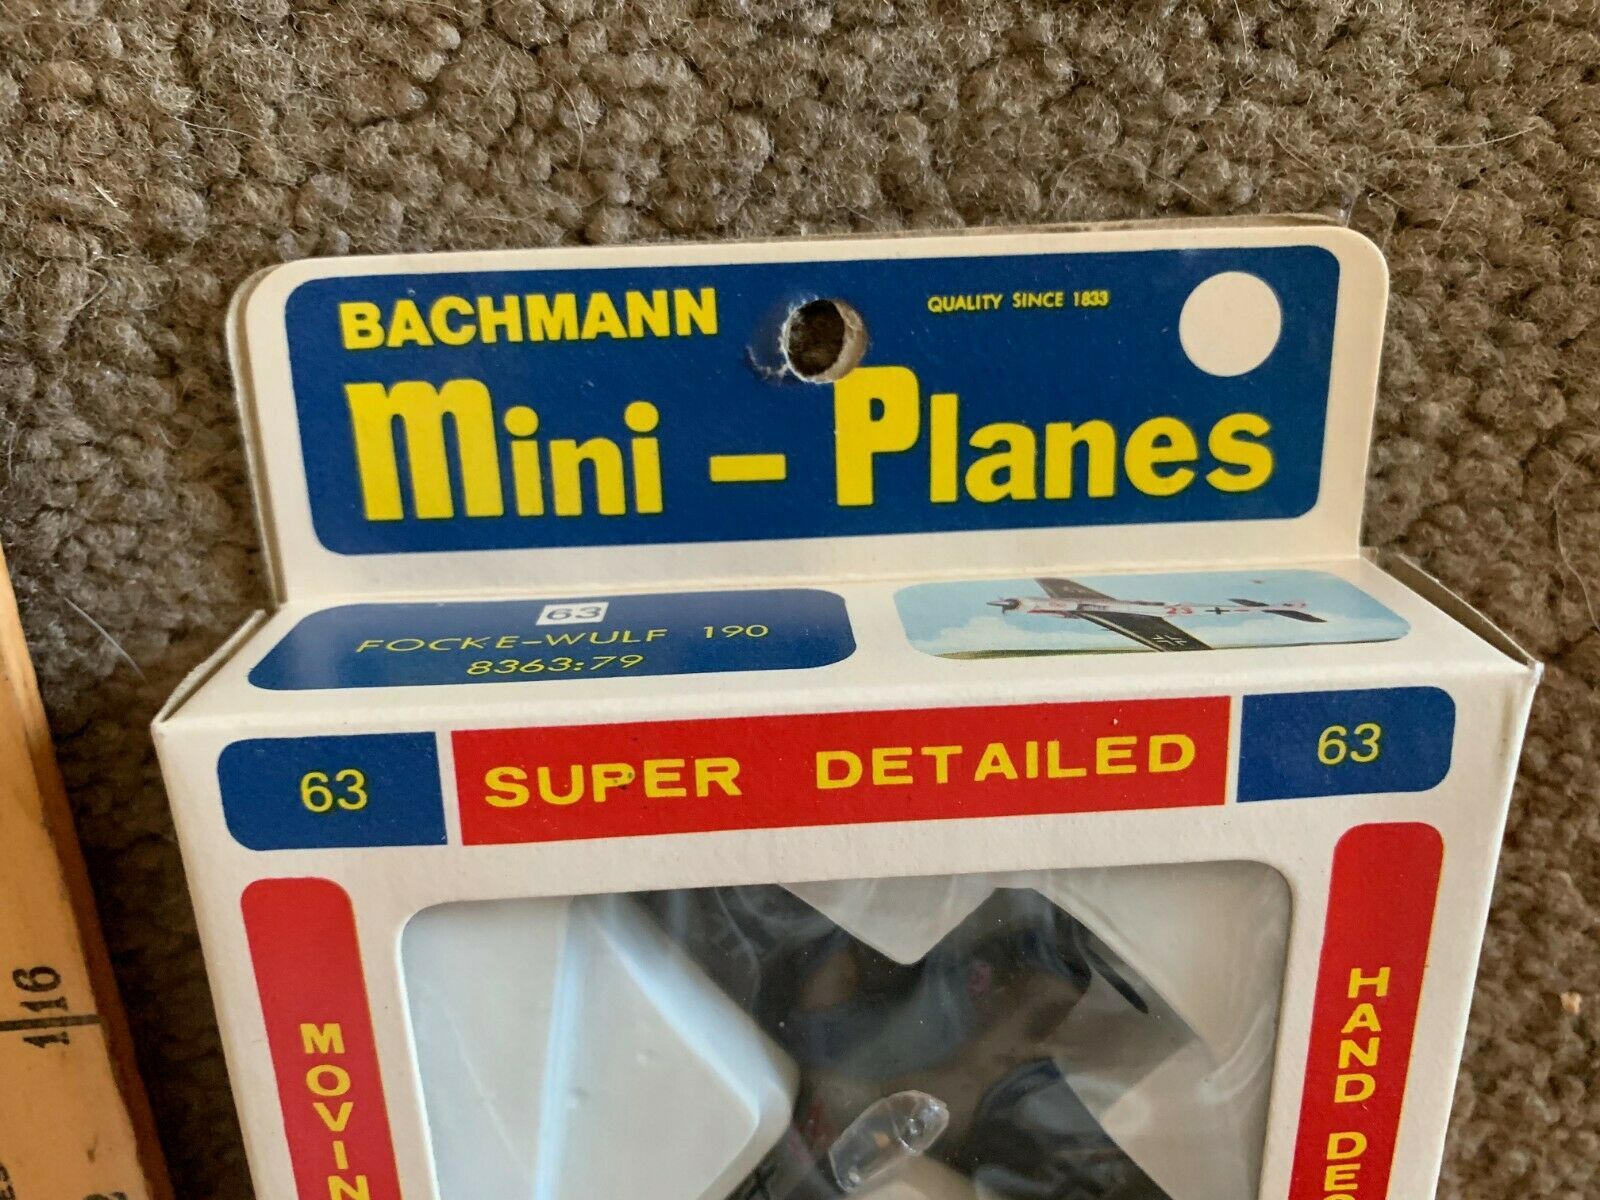 BACHMANN
QUALITY SINCE 1833
Mini - Planes
63
FOCKE-WULF 190
8363:79
23
63
SUPER DETAILED
63
MOVIN
HAND DE
1/16